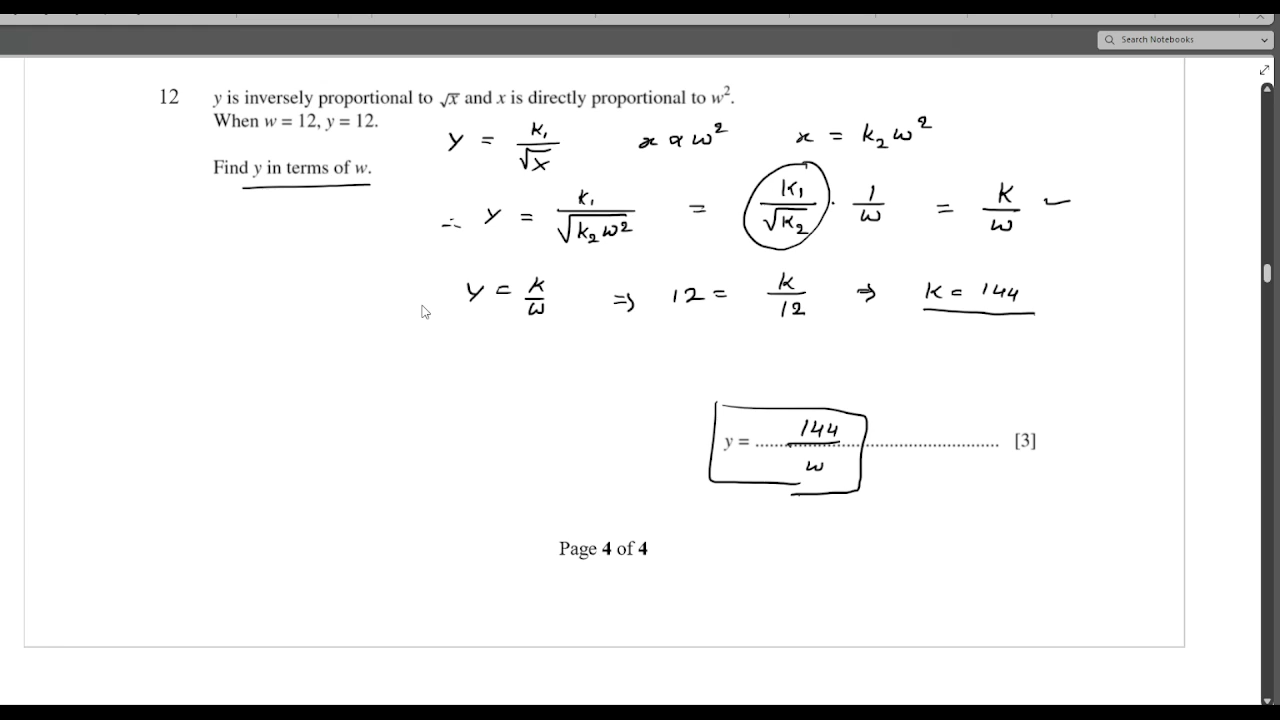 Search Notebooks
12 y is inversely proportional to √x and x is directly proportional to w².
When w = 12, y = 12.
y = k₁/√x x ∝ w² x = k₂w²
Find y in terms of w.
∴ y = k₁/√(k₂w²) = k₁/√k₂ · 1/w = k/w
y = k/w ⇒ 12 = k/12 ⇒ k = 144
y = 144/w [3]
Page 4 of 4